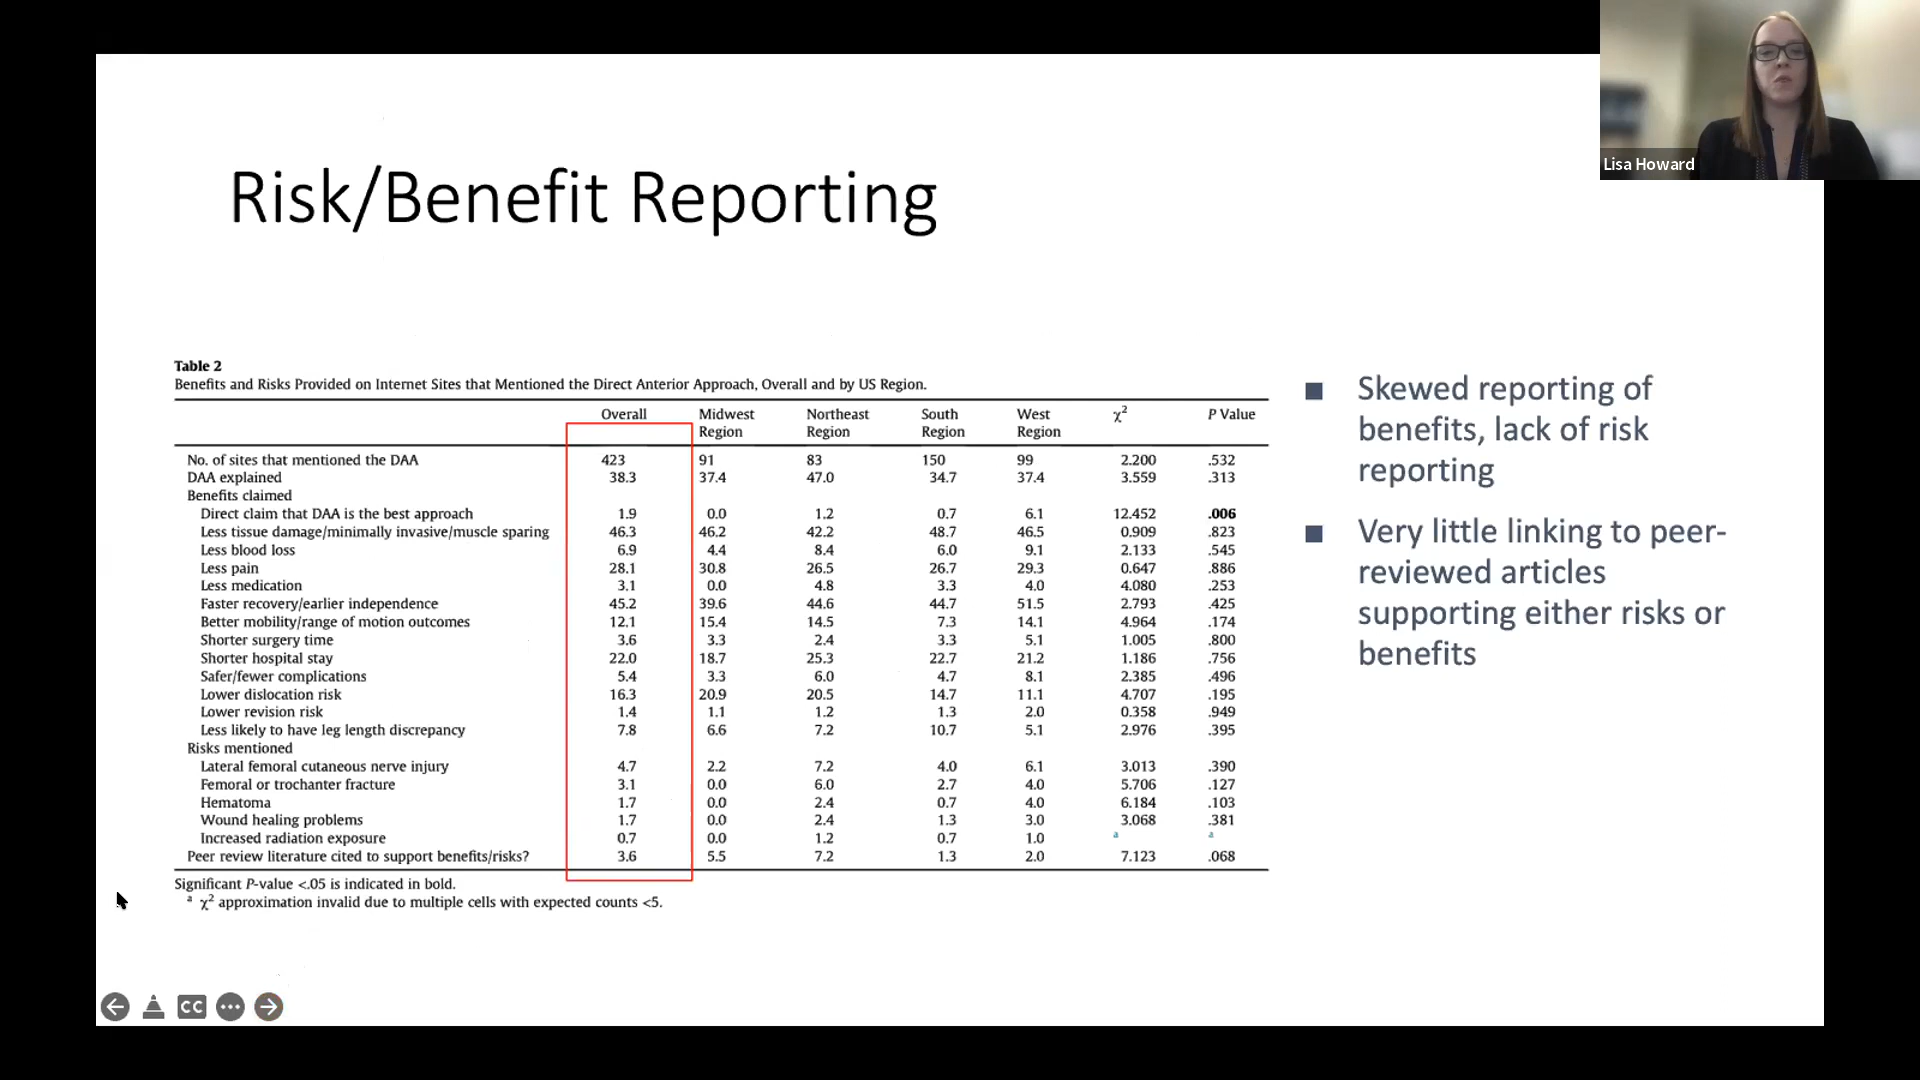 Lisa Howard
Risk/Benefit Reporting
Table 2
Benefits and Risks Provided on Internet Sites that Mentioned the Direct Anterior Approach, Overall and by US Region.
Overall Midwest Region Northeast Region South Region West Region χ² P Value
No. of sites that mentioned the DAA 423 91 83 150 99 2.200 .532
DAA explained 38.3 37.4 47.0 34.7 37.4 3.559 .313
Benefits claimed
Direct claim that DAA is the best approach 1.9 0.0 1.2 0.7 6.1 12.452 .006
Less tissue damage/minimally invasive/muscle sparing 46.3 46.2 42.2 48.7 46.5 0.909 .823
Less blood loss 6.9 4.4 8.4 6.0 9.1 2.133 .545
Less pain 28.1 30.8 26.5 26.7 29.3 0.647 .886
Less medication 3.1 0.0 4.8 3.3 4.0 4.080 .253
Faster recovery/earlier independence 45.2 39.6 44.6 44.7 51.5 2.793 .425
Better mobility/range of motion outcomes 12.1 15.4 14.5 7.3 14.1 4.964 .174
Shorter surgery time 3.6 3.3 2.4 3.3 5.1 1.005 .800
Shorter hospital stay 22.0 18.7 25.3 22.7 21.2 1.186 .756
Safer/fewer complications 5.4 3.3 6.0 4.7 8.1 2.385 .496
Lower dislocation risk 16.3 20.9 20.5 14.7 11.1 4.707 .195
Lower revision risk 1.4 1.1 1.2 1.3 2.0 0.358 .949
Less likely to have leg length discrepancy 7.8 6.6 7.2 10.7 5.1 2.976 .395
Risks mentioned
Lateral femoral cutaneous nerve injury 4.7 2.2 7.2 4.0 6.1 3.013 .390
Femoral or trochanter fracture 3.1 0.0 6.0 2.7 4.0 5.706 .127
Hematoma 1.7 0.0 2.4 0.7 4.0 6.184 .103
Wound healing problems 1.7 0.0 2.4 1.3 3.0 3.068 .381
Increased radiation exposure 0.7 0.0 1.2 0.7 1.0 a a
Peer review literature cited to support benefits/risks? 3.6 5.5 7.2 1.3 2.0 7.123 .068
Significant P-value <.05 is indicated in bold.
a χ² approximation invalid due to multiple cells with expected counts <5.
■ Skewed reporting of
benefits, lack of risk
reporting
■ Very little linking to peer-
reviewed articles
supporting either risks or
benefits
CC